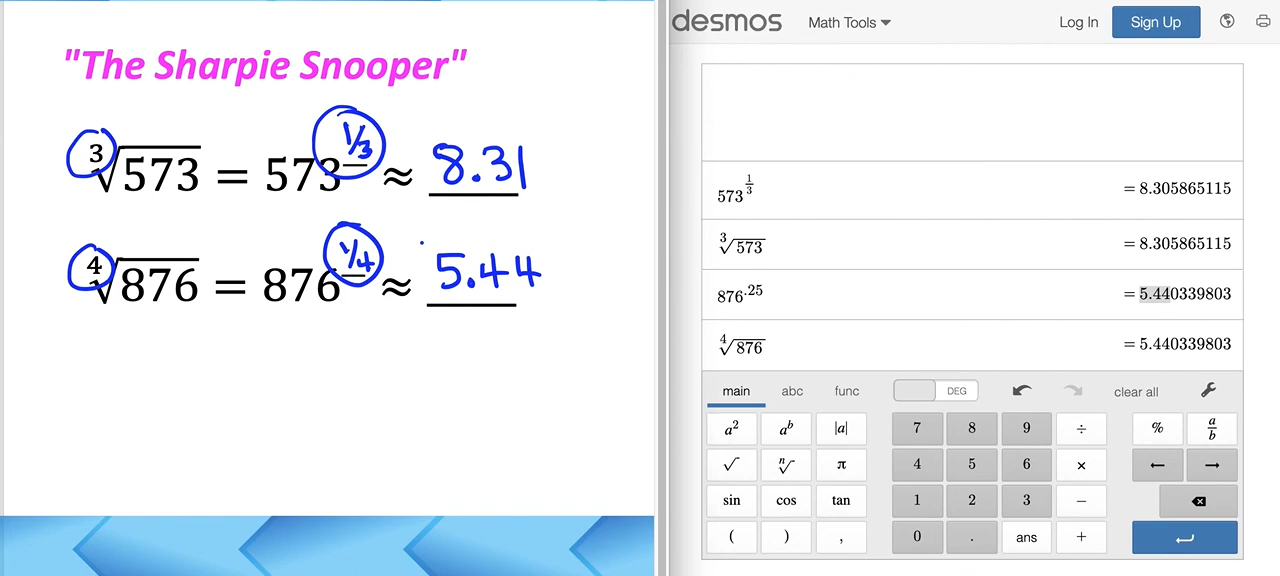 "The Sharpie Snooper"
∛573 = 573^1/3 ≈ 8.31
∜876 = 876^1/4 ≈ 5.44
desmos Math Tools Log In Sign Up
573^1/3 = 8.305865115
∛573 = 8.305865115
876^.25 = 5.440339803
∜876 = 5.440339803
main abc func DEG clear all
a² a^b |a| 7 8 9 ÷ % a/b
√ ⁿ√ π 4 5 6 × ← →
sin cos tan 1 2 3 −
( ) , 0 . ans +